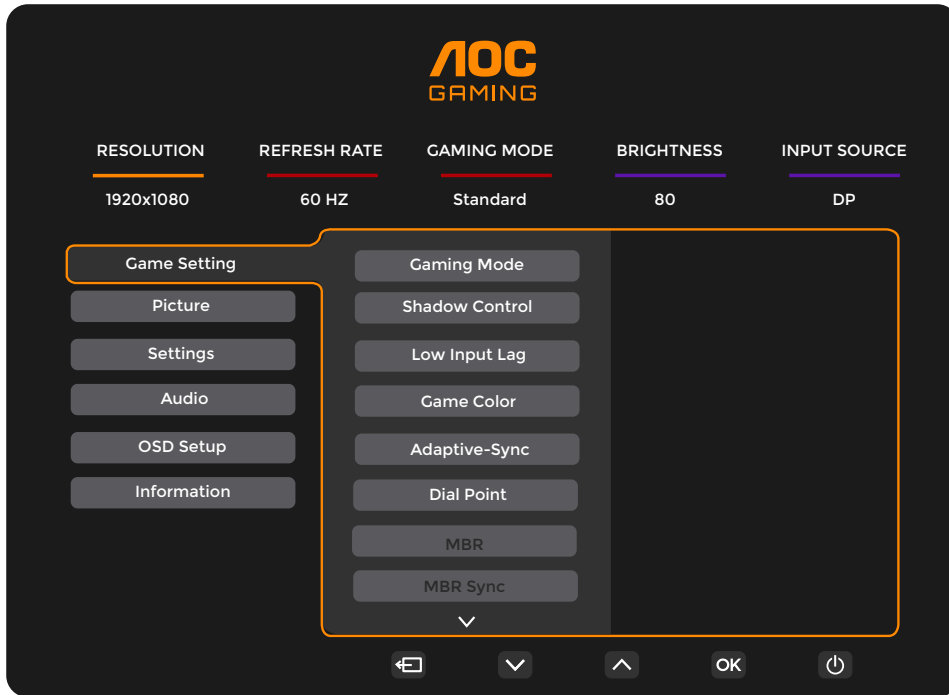 AOC
GAMING
RESOLUTION REFRESH RATE GAMING MODE BRIGHTNESS INPUT SOURCE
1920x1080 60 HZ Standard 80 DP
Game Setting
Picture
Settings
Audio
OSD Setup
Information
Gaming Mode
Shadow Control
Low Input Lag
Game Color
Adaptive-Sync
Dial Point
MBR
MBR Sync
OK